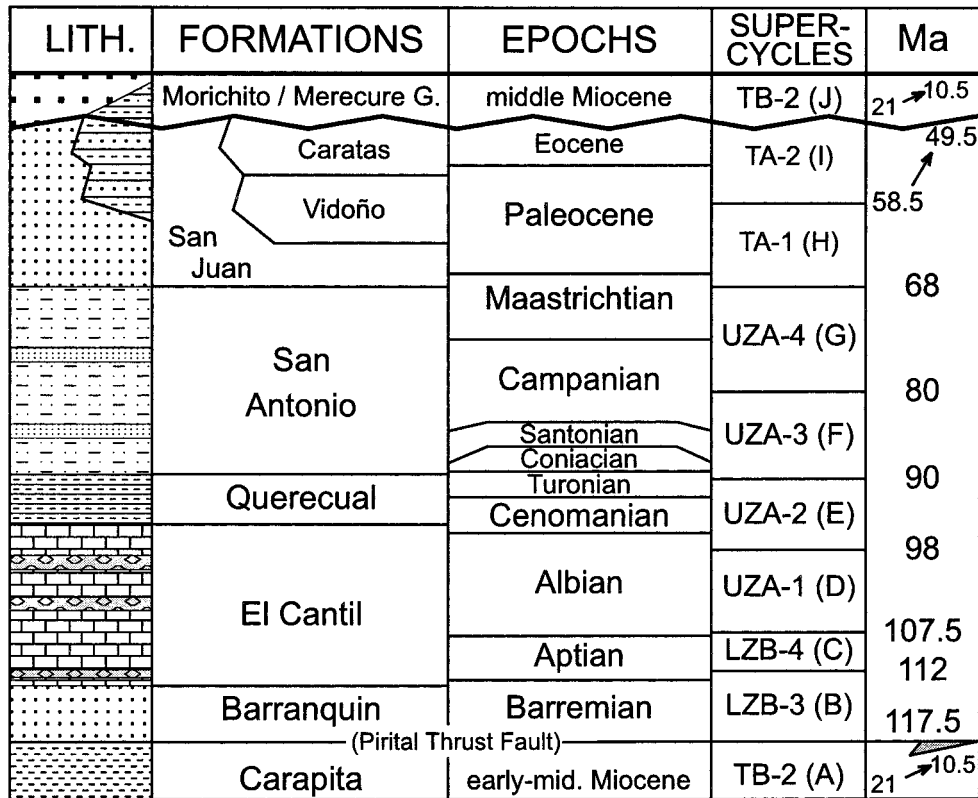 LITH. FORMATIONS EPOCHS SUPER-CYCLES Ma
Morichito / Merecure G. middle Miocene TB-2 (J) 21 10.5
Caratas Eocene TA-2 (I) 49.5
Vidoño Paleocene 58.5
San Juan TA-1 (H)
68
Maastrichtian
San Antonio UZA-4 (G)
Campanian 80
Santonian UZA-3 (F)
Coniacian
Turonian 90
Querecual
Cenomanian UZA-2 (E)
98
El Cantil Albian UZA-1 (D)
107.5
Aptian LZB-4 (C)
112
Barranquin Barremian LZB-3 (B)
117.5
(Pirital Thrust Fault)
Carapita early-mid. Miocene TB-2 (A) 21 10.5